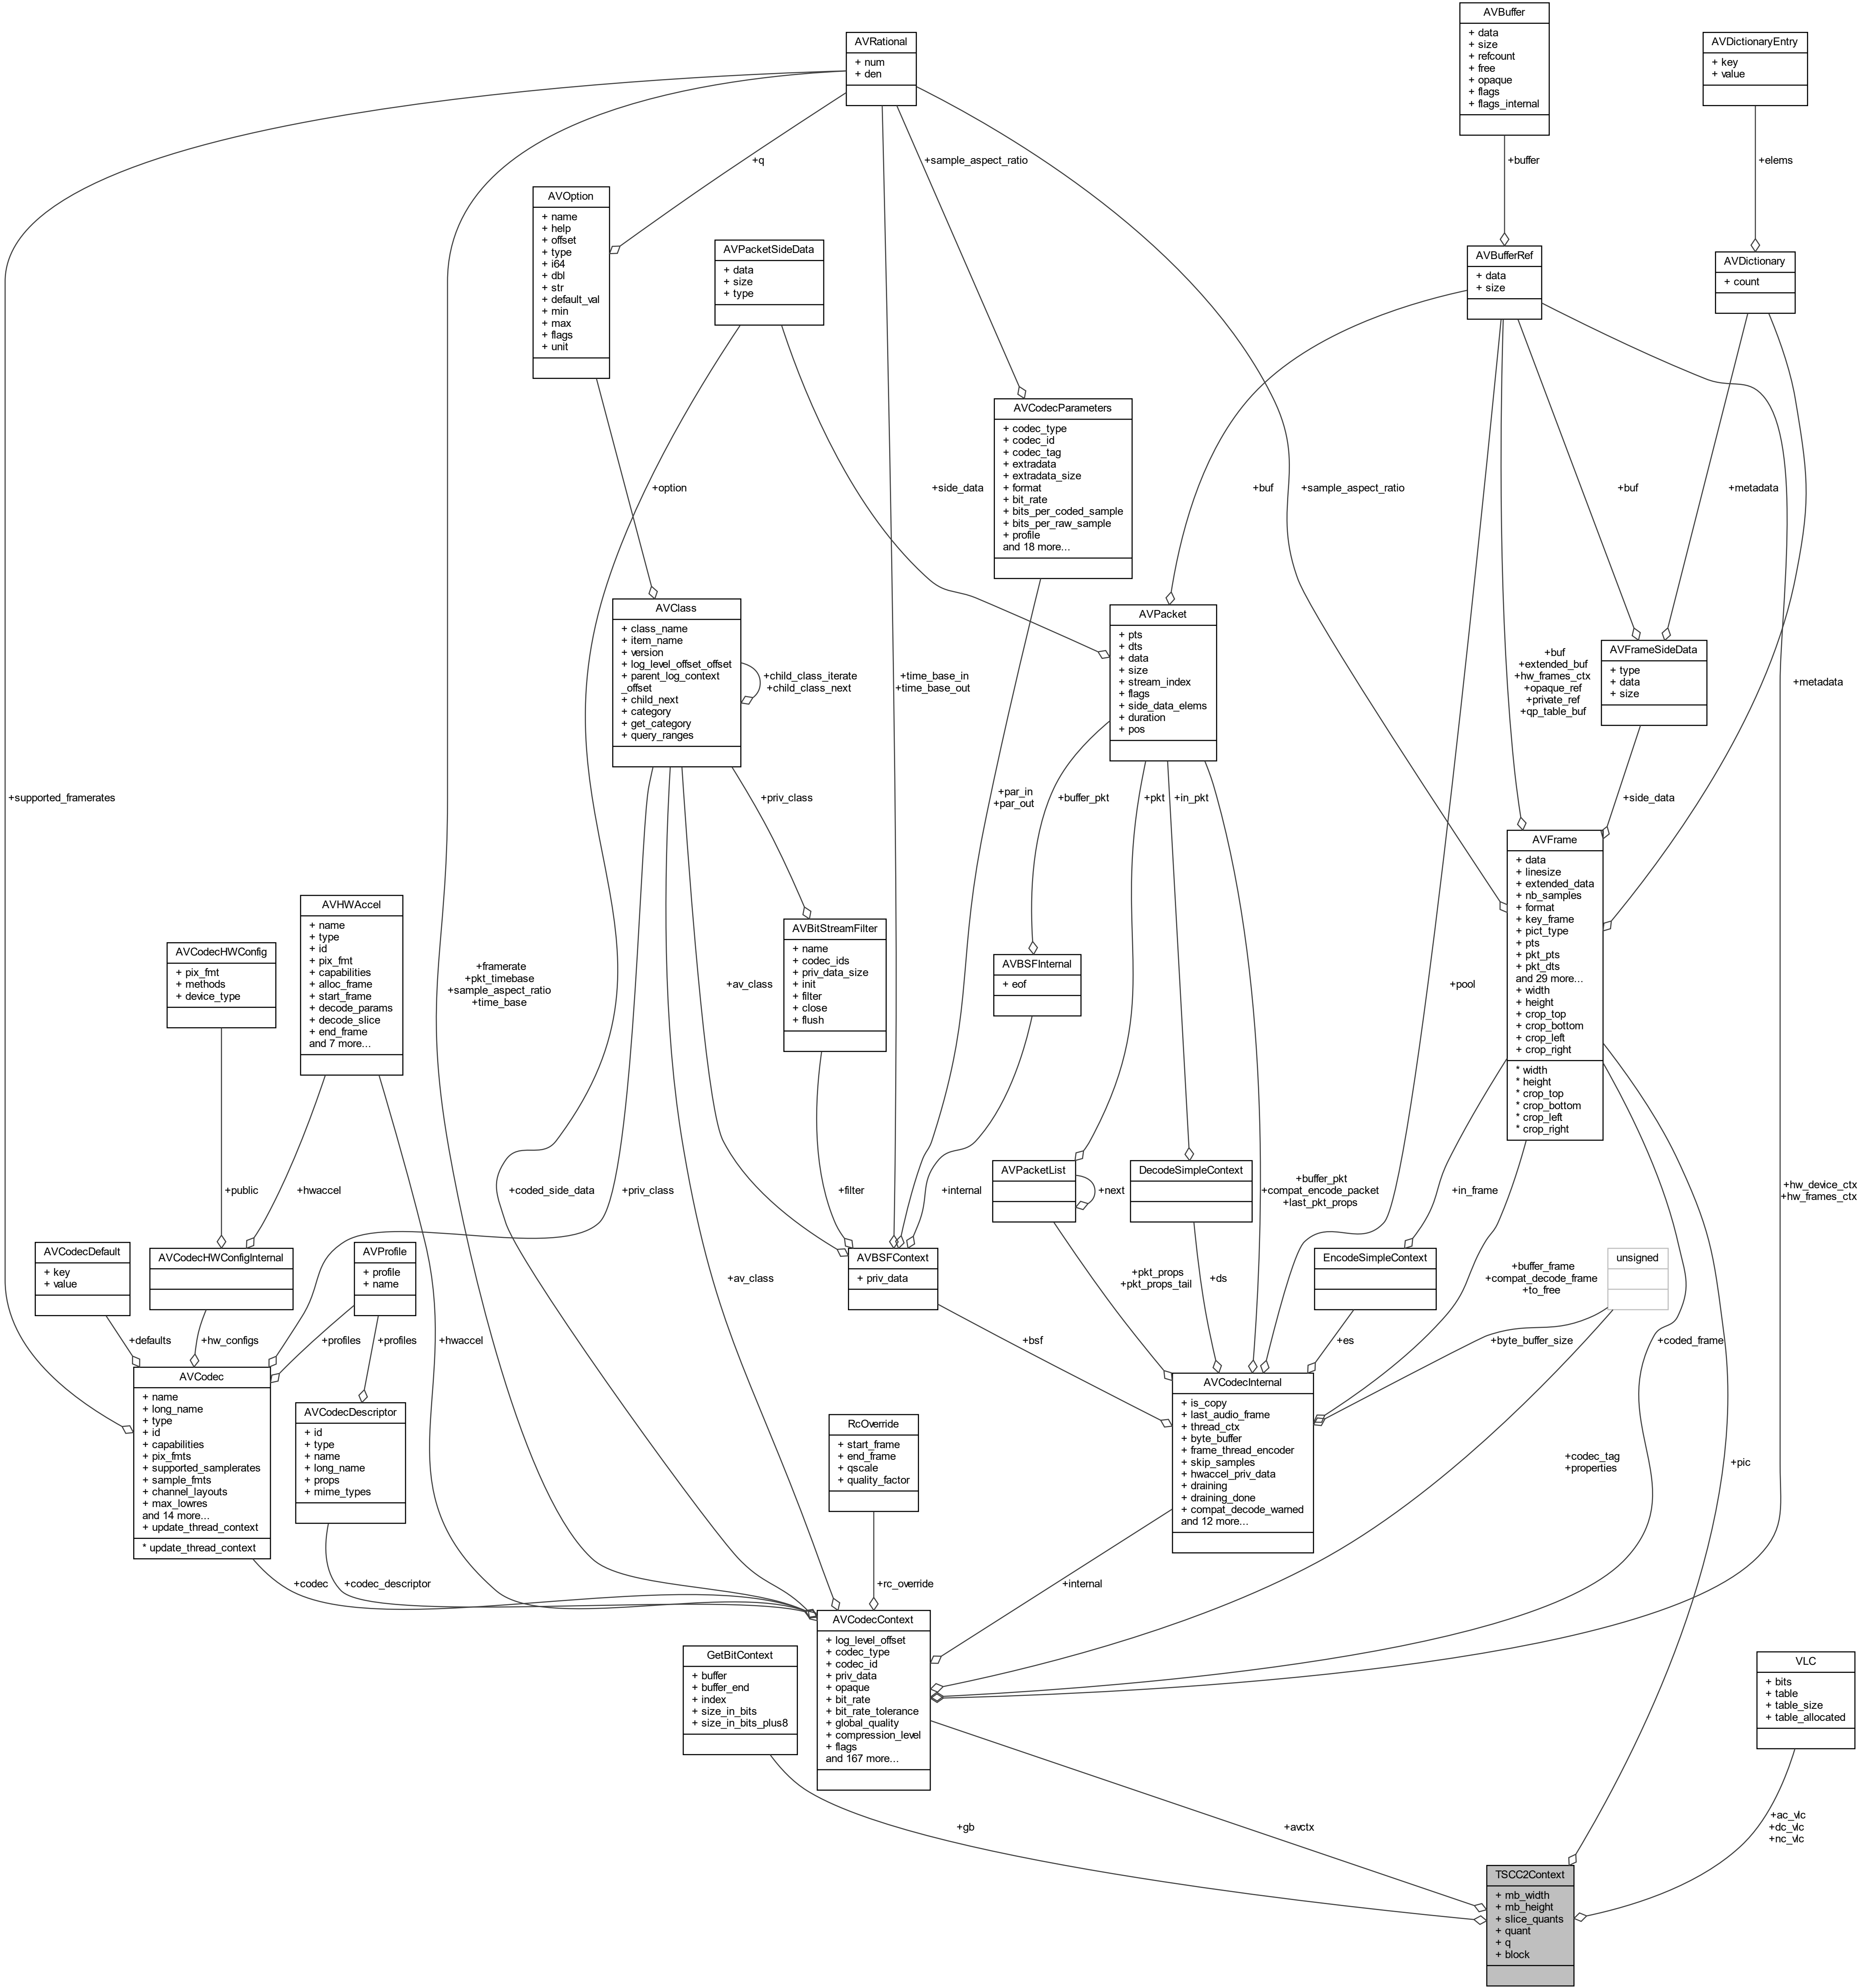 AVBuffer
+ data
+ size
+ refcount
+ free
+ opaque
+ flags
+ flags_internal
AVRational
+ num
+ den
AVDictionaryEntry
+ key
+ value
+q
+sample_aspect_ratio
+buffer
+elems
AVOption
+ name
+ help
+ offset
+ type
+ i64
+ dbl
+ str
+ default_val
+ min
+ max
+ flags
+ unit
AVPacketSideData
+ data
+ size
+ type
AVBufferRef
+ data
+ size
AVDictionary
+ count
AVCodecParameters
+ codec_type
+ codec_id
+ codec_tag
+ extradata
+ extradata_size
+ format
+ bit_rate
+ bits_per_coded_sample
+ bits_per_raw_sample
+ profile
and 18 more...
+option
+side_data
+buf
+sample_aspect_ratio
+buf
+metadata
AVClass
+ class_name
+ item_name
+ version
+ log_level_offset_offset
+ parent_log_context
_offset
+ child_next
+ category
+ get_category
+ query_ranges
+child_class_iterate
+child_class_next
+time_base_in
+time_base_out
AVPacket
+ pts
+ dts
+ data
+ size
+ stream_index
+ flags
+ side_data_elems
+ duration
+ pos
+buf
+extended_buf
+hw_frames_ctx
+opaque_ref
+private_ref
+qp_table_buf
AVFrameSideData
+ type
+ data
+ size
+metadata
+supported_framerates
+priv_class
+par_in
+par_out
+buffer_pkt
+pkt
+in_pkt
+side_data
AVFrame
+ data
+ linesize
+ extended_data
+ nb_samples
+ format
+ key_frame
+ pict_type
+ pts
+ pkt_pts
+ pkt_dts
and 29 more...
+ width
+ height
+ crop_top
+ crop_bottom
+ crop_left
+ crop_right
* width
* height
* crop_top
* crop_bottom
* crop_left
* crop_right
AVHWAccel
+ name
+ type
+ id
+ pix_fmt
+ capabilities
+ alloc_frame
+ start_frame
+ decode_params
+ decode_slice
+ end_frame
and 7 more...
AVCodecHWConfig
+ pix_fmt
+ methods
+ device_type
+framerate
+pkt_timebase
+sample_aspect_ratio
+time_base
+av_class
AVBitStreamFilter
+ name
+ codec_ids
+ priv_data_size
+ init
+ filter
+ close
+ flush
AVBSFInternal
+ eof
+pool
+public
+hwaccel
+coded_side_data
+priv_class
+filter
+internal
AVPacketList
+next
DecodeSimpleContext
+buffer_pkt
+compat_encode_packet
+last_pkt_props
+in_frame
+hw_device_ctx
+hw_frames_ctx
AVCodecDefault
+ key
+ value
AVCodecHWConfigInternal
AVProfile
+ profile
+ name
+av_class
AVBSFContext
+ priv_data
+pkt_props
+pkt_props_tail
+ds
EncodeSimpleContext
+buffer_frame
+compat_decode_frame
+to_free
unsigned
+defaults
+hw_configs
+profiles
+profiles
+hwaccel
+bsf
+es
+byte_buffer_size
+coded_frame
AVCodec
+ name
+ long_name
+ type
+ id
+ capabilities
+ pix_fmts
+ supported_samplerates
+ sample_fmts
+ channel_layouts
+ max_lowres
and 14 more...
+ update_thread_context
* update_thread_context
AVCodecDescriptor
+ id
+ type
+ name
+ long_name
+ props
+ mime_types
RcOverride
+ start_frame
+ end_frame
+ qscale
+ quality_factor
AVCodecInternal
+ is_copy
+ last_audio_frame
+ thread_ctx
+ byte_buffer
+ frame_thread_encoder
+ skip_samples
+ hwaccel_priv_data
+ draining
+ draining_done
+ compat_decode_warned
and 12 more...
+codec_tag
+properties
+pic
+codec
+codec_descriptor
+rc_override
+internal
AVCodecContext
+ log_level_offset
+ codec_type
+ codec_id
+ priv_data
+ opaque
+ bit_rate
+ bit_rate_tolerance
+ global_quality
+ compression_level
+ flags
and 167 more...
GetBitContext
+ buffer
+ buffer_end
+ index
+ size_in_bits
+ size_in_bits_plus8
VLC
+ bits
+ table
+ table_size
+ table_allocated
+gb
+avctx
+ac_vlc
+dc_vlc
+nc_vlc
TSCC2Context
+ mb_width
+ mb_height
+ slice_quants
+ quant
+ q
+ block